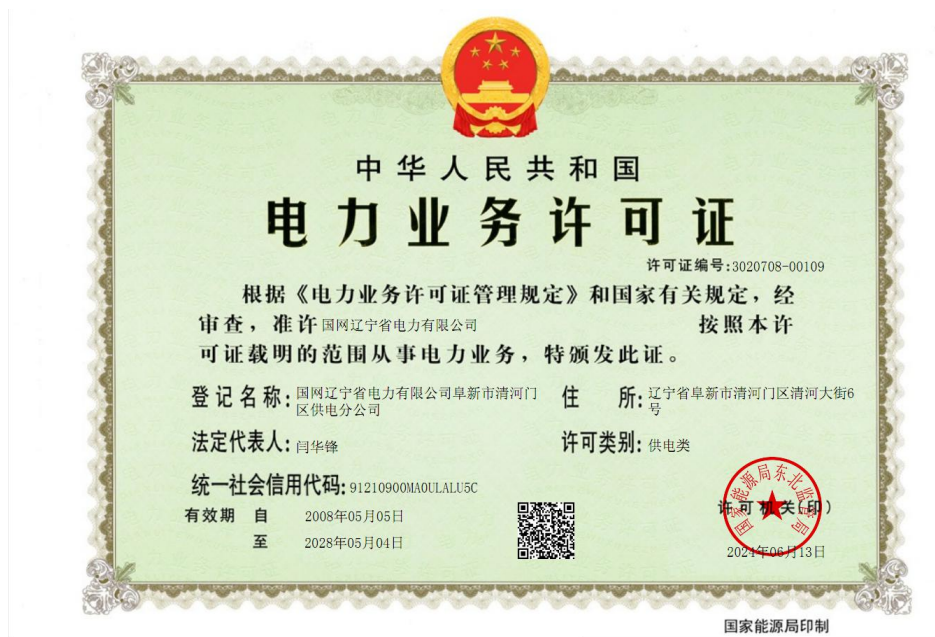 中华人民共和国
电力业务许可证
许可证编号:3020708-00109
根据《电力业务许可证管理规定》和国家有关规定，经
审查，准许国网辽宁省电力有限公司 按照本许
可证载明的范围从事电力业务，特颁发此证。
登记名称:国网辽宁省电力有限公司阜新市清河门
区供电分公司
住 所:辽宁省阜新市清河门区清河大街6
号
法定代表人:闫华锋
许可类别:供电类
统一社会信用代码:91210900MA0ULALU5C
有效期 自 2008年05月05日
至 2028年05月04日
国家能源局东北监管局
许可机关(印)
2024年06月13日
国家能源局印制